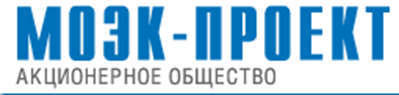 МОЭК-ПРОЕКТ
АКЦИОНЕРНОЕ ОБЩЕСТВО